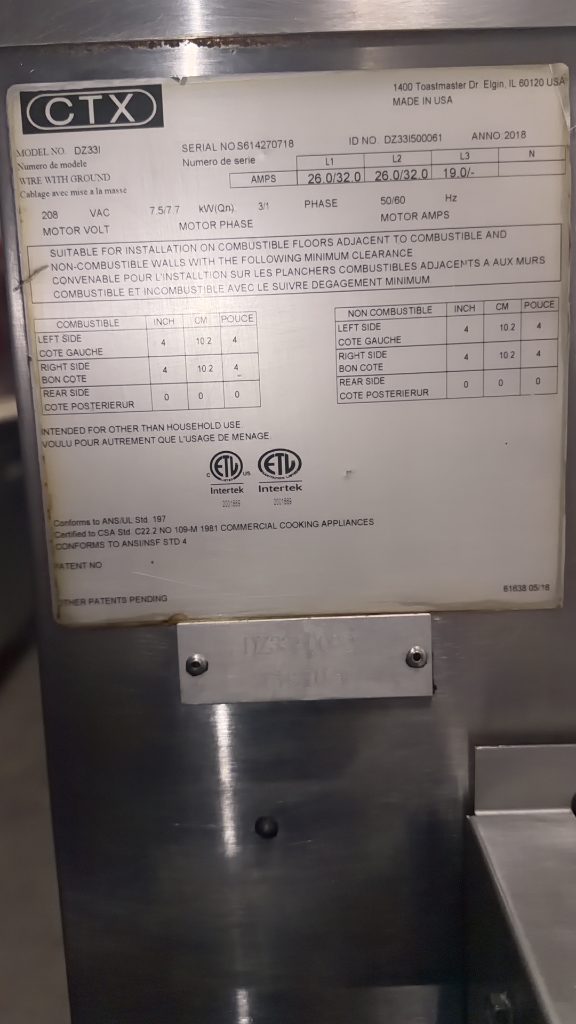 CTX
1400 Toastmaster Dr. Elgin, IL 60120 USA
MADE IN USA
MODEL NO. DZ33I
Numero de modele
SERIAL NO S614270718
Numero de serie
ID NO. DZ33I500061
ANNO: 2018
WIRE WITH GROUND
Cablage avec mise a la masse
L1 L2 L3 N
AMPS 26.0/32.0 26.0/32.0 19.0/-
208 VAC 7.5/7.7 kW(Qn) 3/1 PHASE 50/60 Hz
MOTOR VOLT MOTOR PHASE MOTOR AMPS
SUITABLE FOR INSTALLATION ON COMBUSTIBLE FLOORS ADJACENT TO COMBUSTIBLE AND
NON-COMBUSTIBLE WALLS WITH THE FOLLOWING MINIMUM CLEARANCE
CONVENABLE POUR L'INSTALLTION SUR LES PLANCHERS COMBUSTIBLES ADJACENTS A AUX MURS
COMBUSTIBLE ET INCOMBUSTIBLE AVEC LE SUIVRE DEGAGEMENT MINIMUM
COMBUSTIBLE INCH CM POUCE
LEFT SIDE
COTE GAUCHE 4 10.2 4
RIGHT SIDE
BON COTE 4 10.2 4
REAR SIDE
COTE POSTERIERUR 0 0 0
NON COMBUSTIBLE INCH CM POUCE
LEFT SIDE
COTE GAUCHE 4 10.2 4
RIGHT SIDE
BON COTE 4 10.2 4
REAR SIDE
COTE POSTERIERUR 0 0 0
INTENDED FOR OTHER THAN HOUSEHOLD USE.
VOULU POUR AUTREMENT QUE L'USAGE DE MENAGE.
C ETL US
Intertek
ETL
Intertek
Conforms to ANSI/UL Std. 197
Certified to CSA Std. C22.2 NO 109-M 1981 COMMERCIAL COOKING APPLIANCES
CONFORMS TO ANSI/NSF STD 4
PATENT NO
OTHER PATENTS PENDING